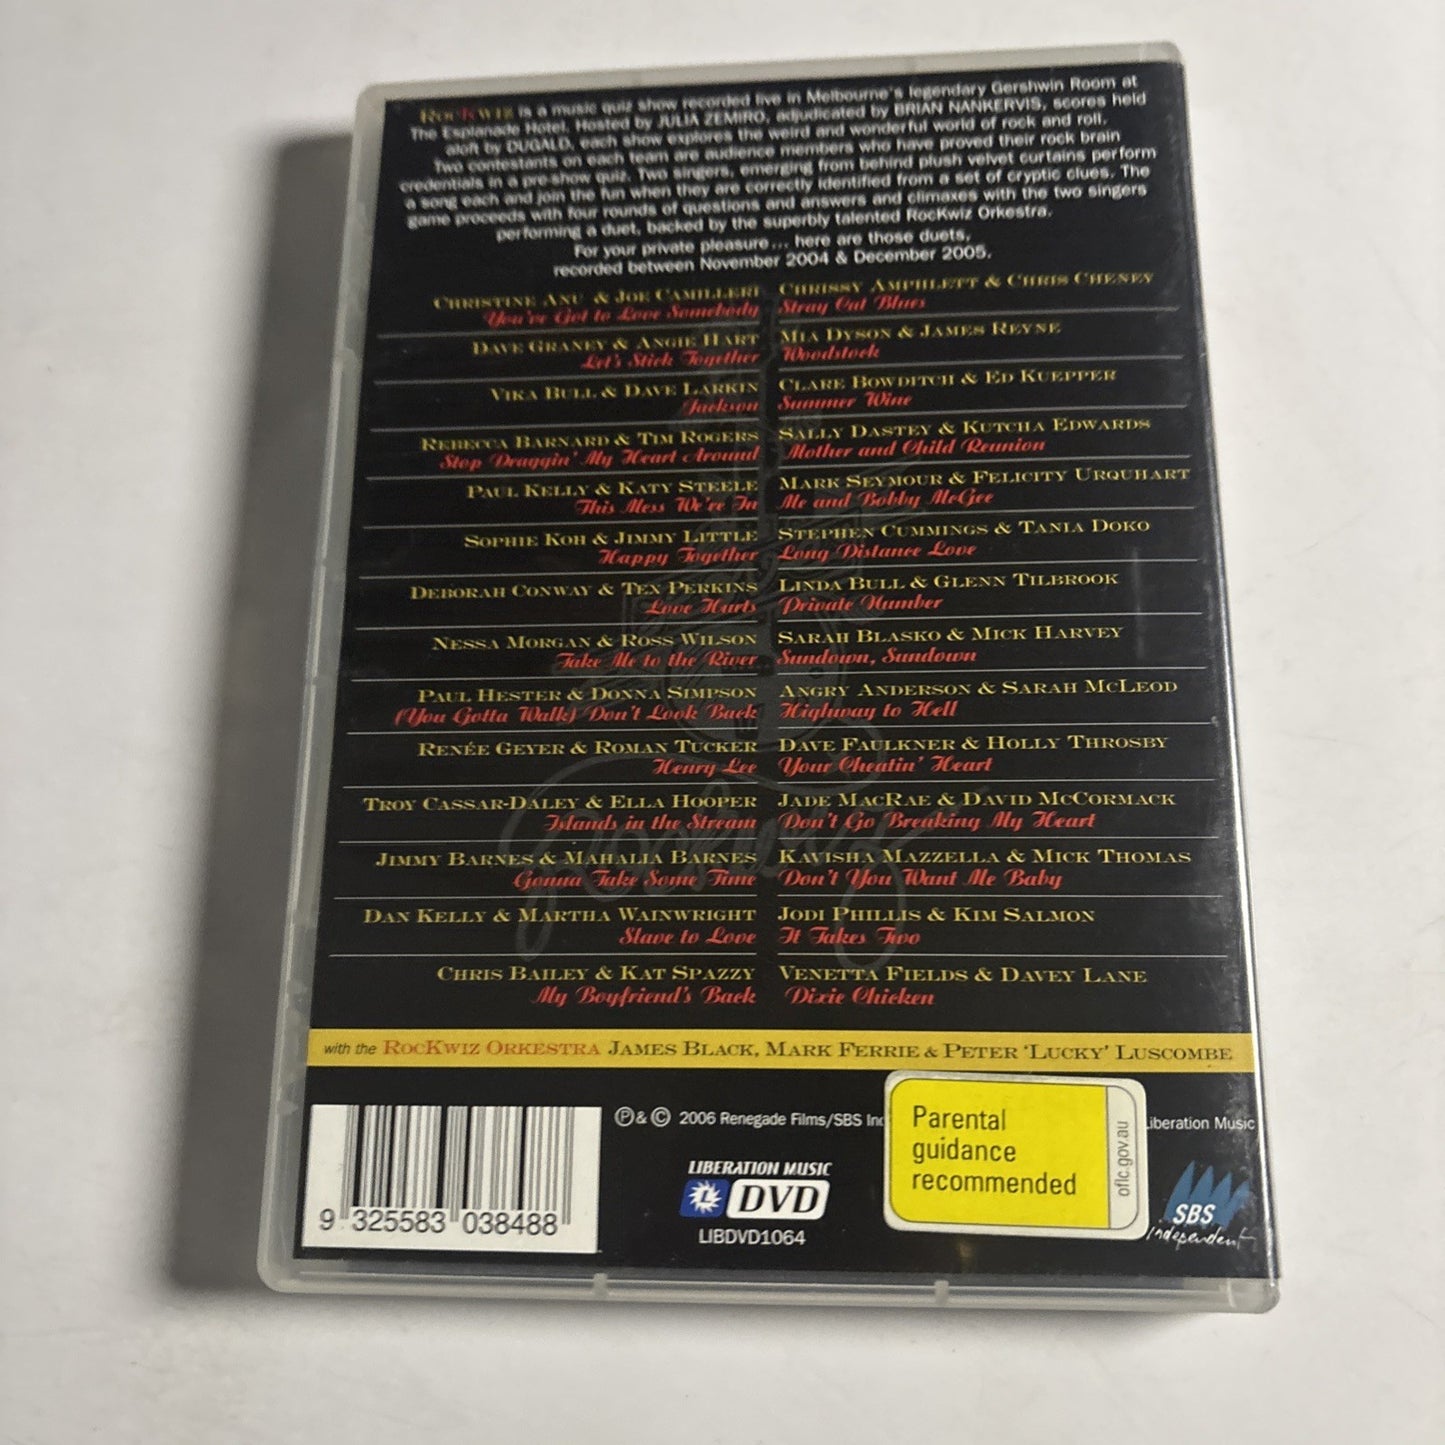 RocKwiz is a music quiz show recorded live in Melbourne's legendary Gershwin Room at
The Esplanade Hotel. Hosted by JULIA ZEMIRO, adjudicated by BRIAN NANKERVIS, scores held
aloft by DUGALD, each show explores the weird and wonderful world of rock and roll.
Two contestants on each team are audience members who have proved their rock brain
credentials in a pre-show quiz. Two singers, emerging from behind plush velvet curtains perform
a song each and join the fun when they are correctly identified from a set of cryptic clues. The
game proceeds with four rounds of questions and answers and climaxes with the two singers
performing a duet, backed by the superbly talented RocKwiz Orkestra.
For your private pleasure... here are those duets,
recorded between November 2004 & December 2005.
Christine Anu & Joe Camilleri
You've Got to Love Somebody
Chrissy Amphlett & Chris Cheney
Stray Cat Blues
Dave Graney & Angie Hart
Let's Stick Together
Mia Dyson & James Reyne
Woodstock
Vika Bull & Dave Larkin
Jackson
Clare Bowditch & Ed Kuepper
Summer Wine
Rebecca Barnard & Tim Rogers
Stop Draggin' My Heart Around
Sally Dastey & Kutcha Edwards
Mother and Child Reunion
Paul Kelly & Katy Steele
This Mess We're In
Mark Seymour & Felicity Urquhart
Me and Bobby McGee
Sophie Koh & Jimmy Little
Happy Together
Stephen Cummings & Tania Doko
Long Distance Love
Deborah Conway & Tex Perkins
Love Hurts
Linda Bull & Glenn Tilbrook
Private Number
Nessa Morgan & Ross Wilson
Take Me to the River
Sarah Blasko & Mick Harvey
Sundown, Sundown
Paul Hester & Donna Simpson
(You Gotta Walk) Don't Look Back
Angry Anderson & Sarah McLeod
Highway to Hell
Renée Geyer & Roman Tucker
Henry Lee
Dave Faulkner & Holly Throsby
Your Cheatin' Heart
Troy Cassar-Daley & Ella Hooper
Islands in the Stream
Jade MacRae & David McCormack
Don't Go Breaking My Heart
Jimmy Barnes & Mahalia Barnes
Gonna Take Some Time
Kavisha Mazzella & Mick Thomas
Don't You Want Me Baby
Dan Kelly & Martha Wainwright
Slave to Love
Jodi Phillis & Kim Salmon
It Takes Two
Chris Bailey & Kat Spazzy
My Boyfriend's Back
Venetta Fields & Davey Lane
Dixie Chicken
RocKwiz
with the RocKwiz Orkestra James Black, Mark Ferrie & Peter 'Lucky' Luscombe
℗ & © 2006 Renegade Films/SBS Liberation Music
Parental
guidance
recommended
oflc.gov.au
LIBERATION MUSIC
L DVD
LIBDVD1064
SBS
independent
9 325583 038488